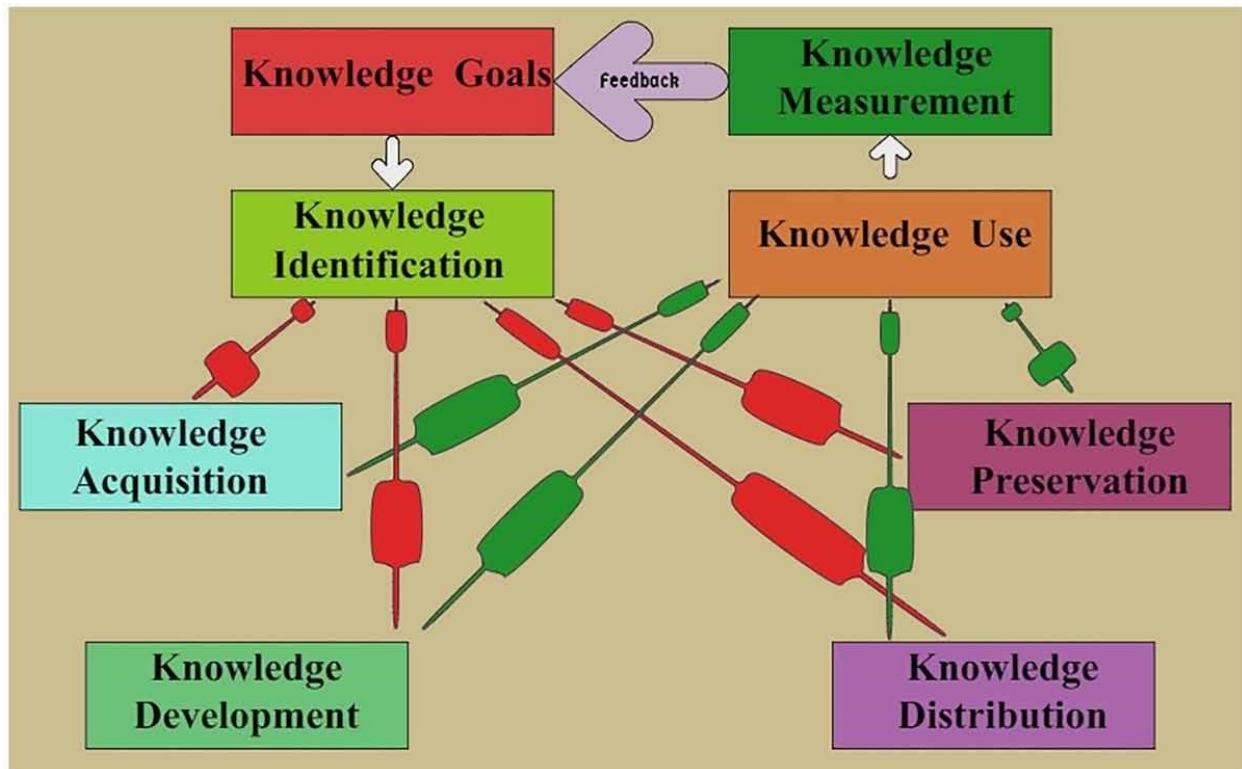 Knowledge Goals
Feedback
Knowledge
Measurement
Knowledge
Identification
Knowledge Use
Knowledge
Acquisition
Knowledge
Preservation
Knowledge
Development
Knowledge
Distribution